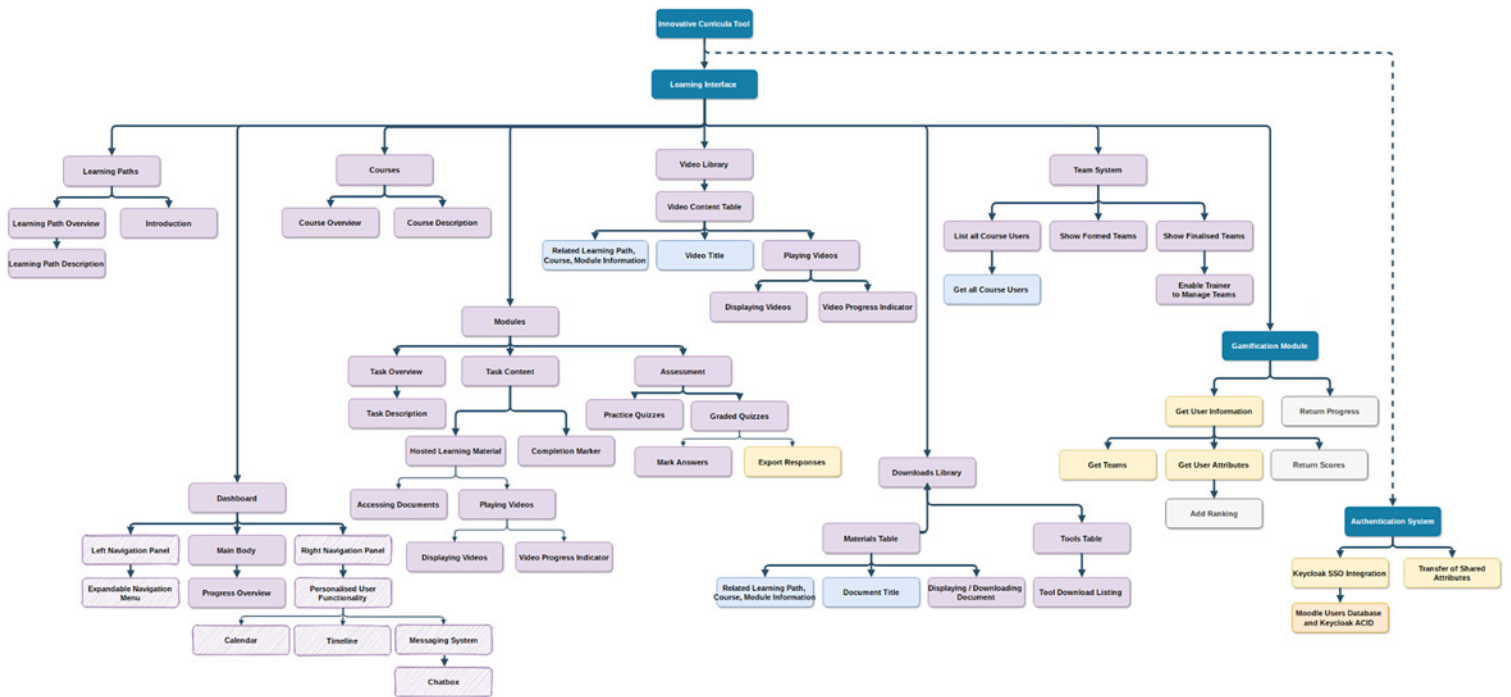 Innovative Curricula Tool
Learning Interface
Learning Paths
Courses
Video Library
Team System
Learning Path Overview
Introduction
Course Overview
Course Description
Video Content Table
List all Course Users
Show Formed Teams
Show Finalised Teams
Learning Path Description
Related Learning Path,
Course, Module Information
Video Title
Playing Videos
Get all Course Users
Enable Trainer
to Manage Teams
Displaying Videos
Video Progress Indicator
Modules
Gamification Module
Task Overview
Task Content
Assessment
Task Description
Practice Quizzes
Graded Quizzes
Get User Information
Return Progress
Hosted Learning Material
Completion Marker
Mark Answers
Export Responses
Get Teams
Get User Attributes
Return Scores
Downloads Library
Dashboard
Accessing Documents
Playing Videos
Add Ranking
Authentication System
Left Navigation Panel
Main Body
Right Navigation Panel
Displaying Videos
Video Progress Indicator
Materials Table
Tools Table
Keycloak SSO Integration
Transfer of Shared
Attributes
Expandable Navigation
Menu
Progress Overview
Personalised User
Functionality
Related Learning Path,
Course, Module Information
Document Title
Displaying / Downloading
Document
Tool Download Listing
Moodle Users Database
and Keycloak ACID
Calendar
Timeline
Messaging System
Chatbox